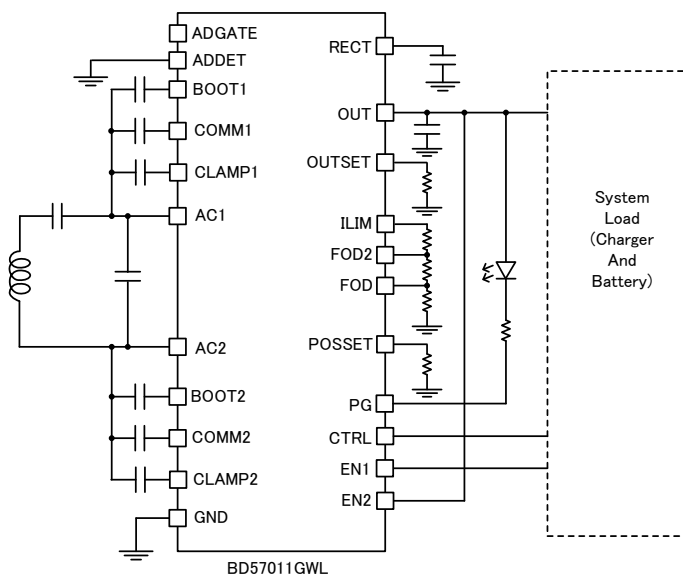 ADGATE
ADDET
BOOT1
COMM1
CLAMP1
AC1
AC2
BOOT2
COMM2
CLAMP2
GND
RECT
OUT
OUTSET
ILIM
FOD2
FOD
POSSET
PG
CTRL
EN1
EN2
System
Load
(Charger
And
Battery)
BD57011GWL